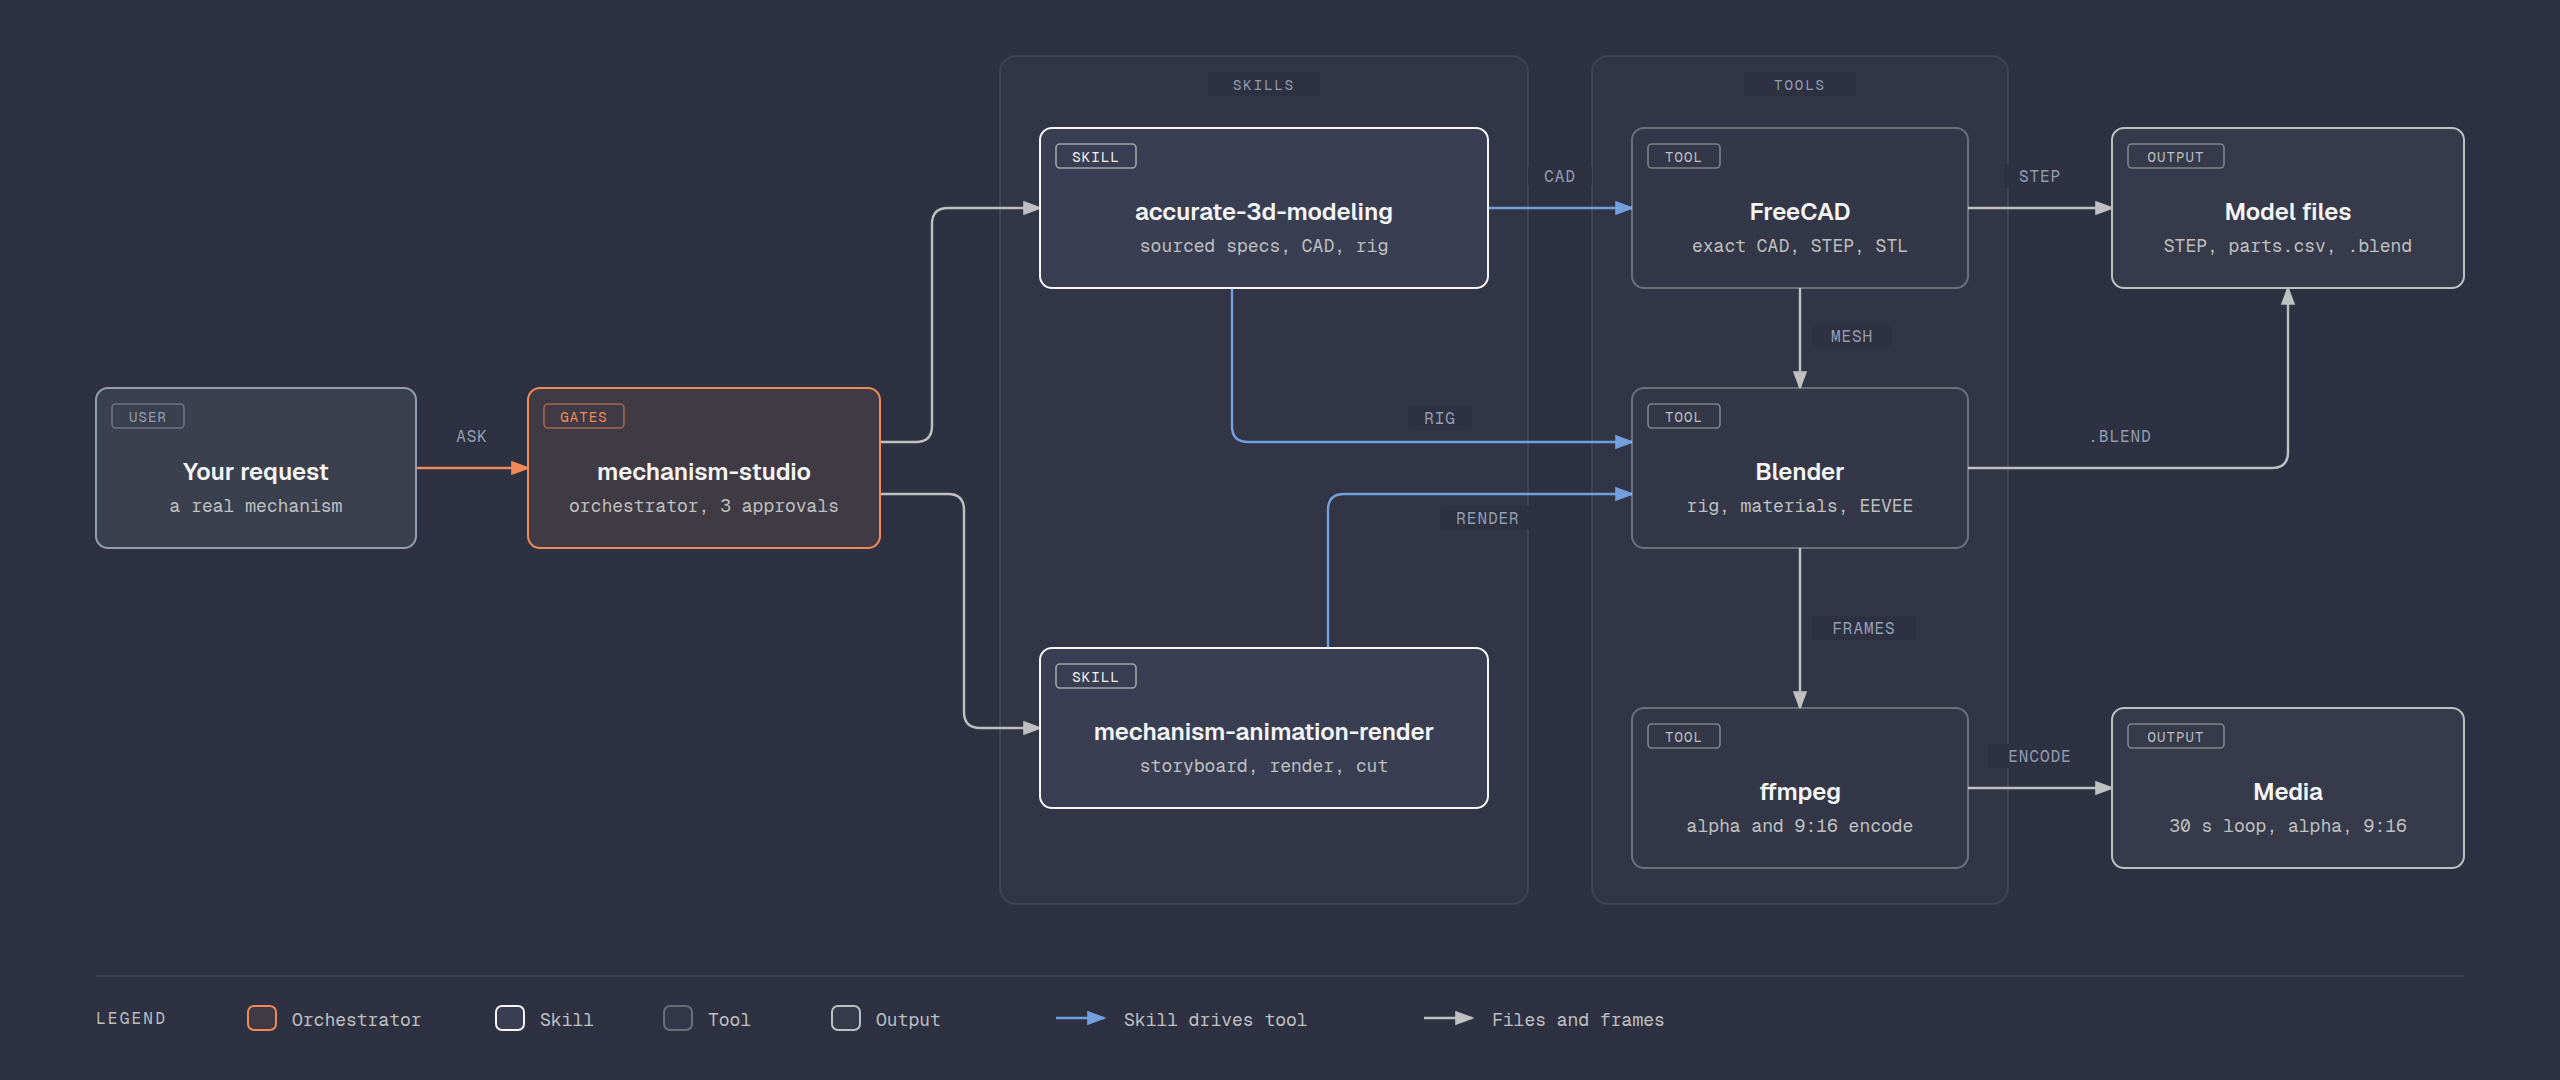 SKILLS
TOOLS
SKILL
accurate-3d-modeling
sourced specs, CAD, rig
CAD
TOOL
FreeCAD
exact CAD, STEP, STL
STEP
OUTPUT
Model files
STEP, parts.csv, .blend
MESH
USER
Your request
a real mechanism
ASK
GATES
mechanism-studio
orchestrator, 3 approvals
RIG
RENDER
TOOL
Blender
rig, materials, EEVEE
.BLEND
FRAMES
SKILL
mechanism-animation-render
storyboard, render, cut
TOOL
ffmpeg
alpha and 9:16 encode
ENCODE
OUTPUT
Media
30 s loop, alpha, 9:16
LEGEND
Orchestrator
Skill
Tool
Output
Skill drives tool
Files and frames